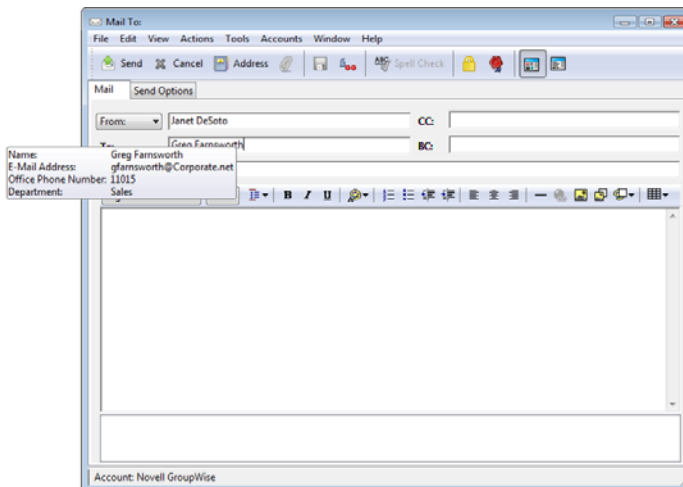 Mail To:
File Edit View Actions Tools Accounts Window Help
Send Cancel Address ABC Spell Check
Mail Send Options
From: Janet DeSoto CC:
To: Greg Farnsworth BC:
Name: Greg Farnsworth
E-Mail Address: gfarnsworth@Corporate.net
Office Phone Number: 11015
Department: Sales
B I U
Account: Novell GroupWise